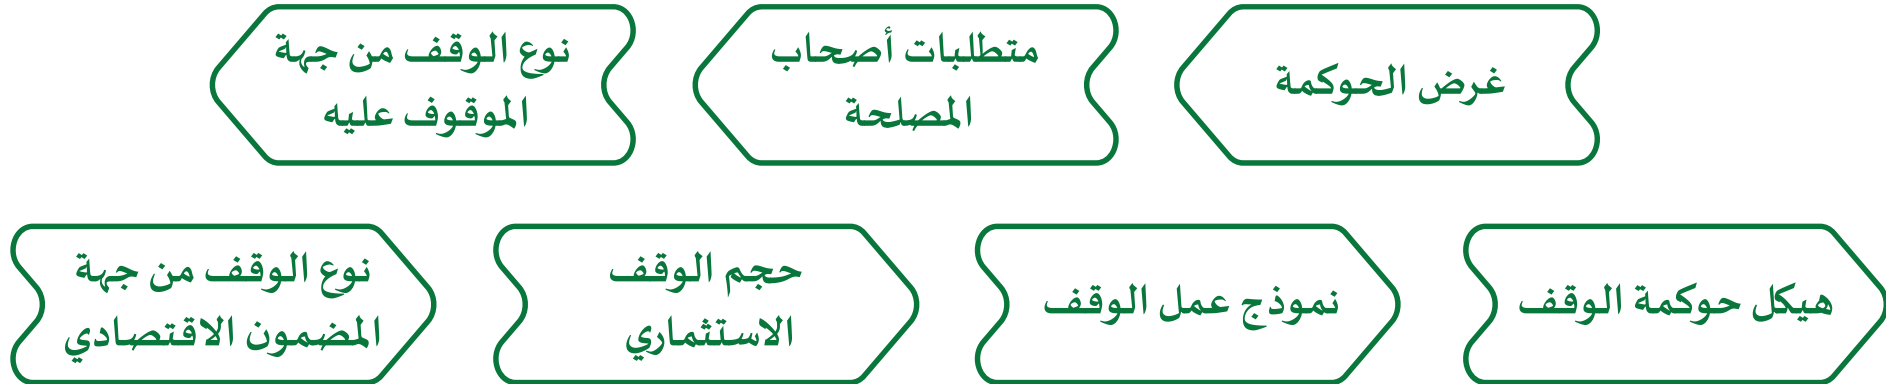 غرض الحوكمة
متطلبات أصحاب
المصلحة
نوع الوقف من جهة
الموقوف عليه
نوع الوقف من جهة
المضمون الاقتصادي
حجم الوقف
الاستثماري
نموذج عمل الوقف
هيكل حوكمة الوقف